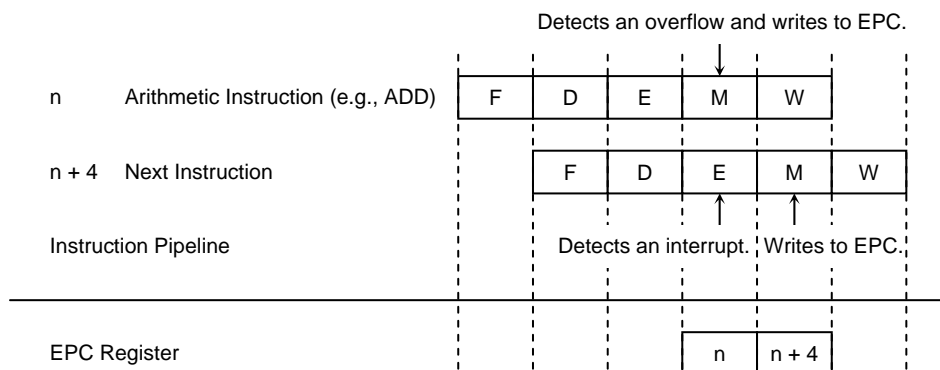 Detects an overflow and writes to EPC.
n Arithmetic Instruction (e.g., ADD) F D E M W
n + 4 Next Instruction F D E M W
Instruction Pipeline Detects an interrupt. Writes to EPC.
EPC Register n n + 4